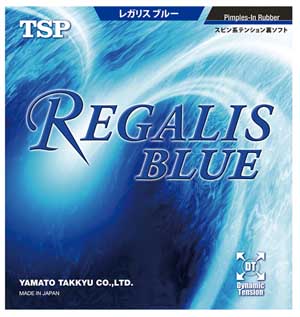 レガリス ブルー
TSP
Pimples-In Rubber
スピン系テンション裏ソフト
REGALIS
BLUE
YAMATO TAKKYU CO.,LTD.
MADE IN JAPAN
DT
Dynamic
Tension